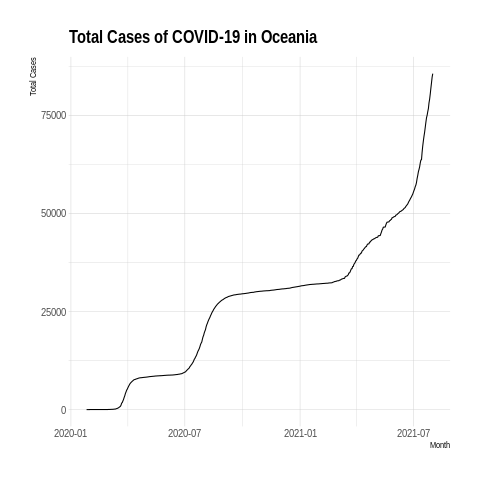 Total Cases of COVID-19 in Oceania
Total Cases
75000
50000
25000
0
2020-01 2020-07 2021-01 2021-07
Month